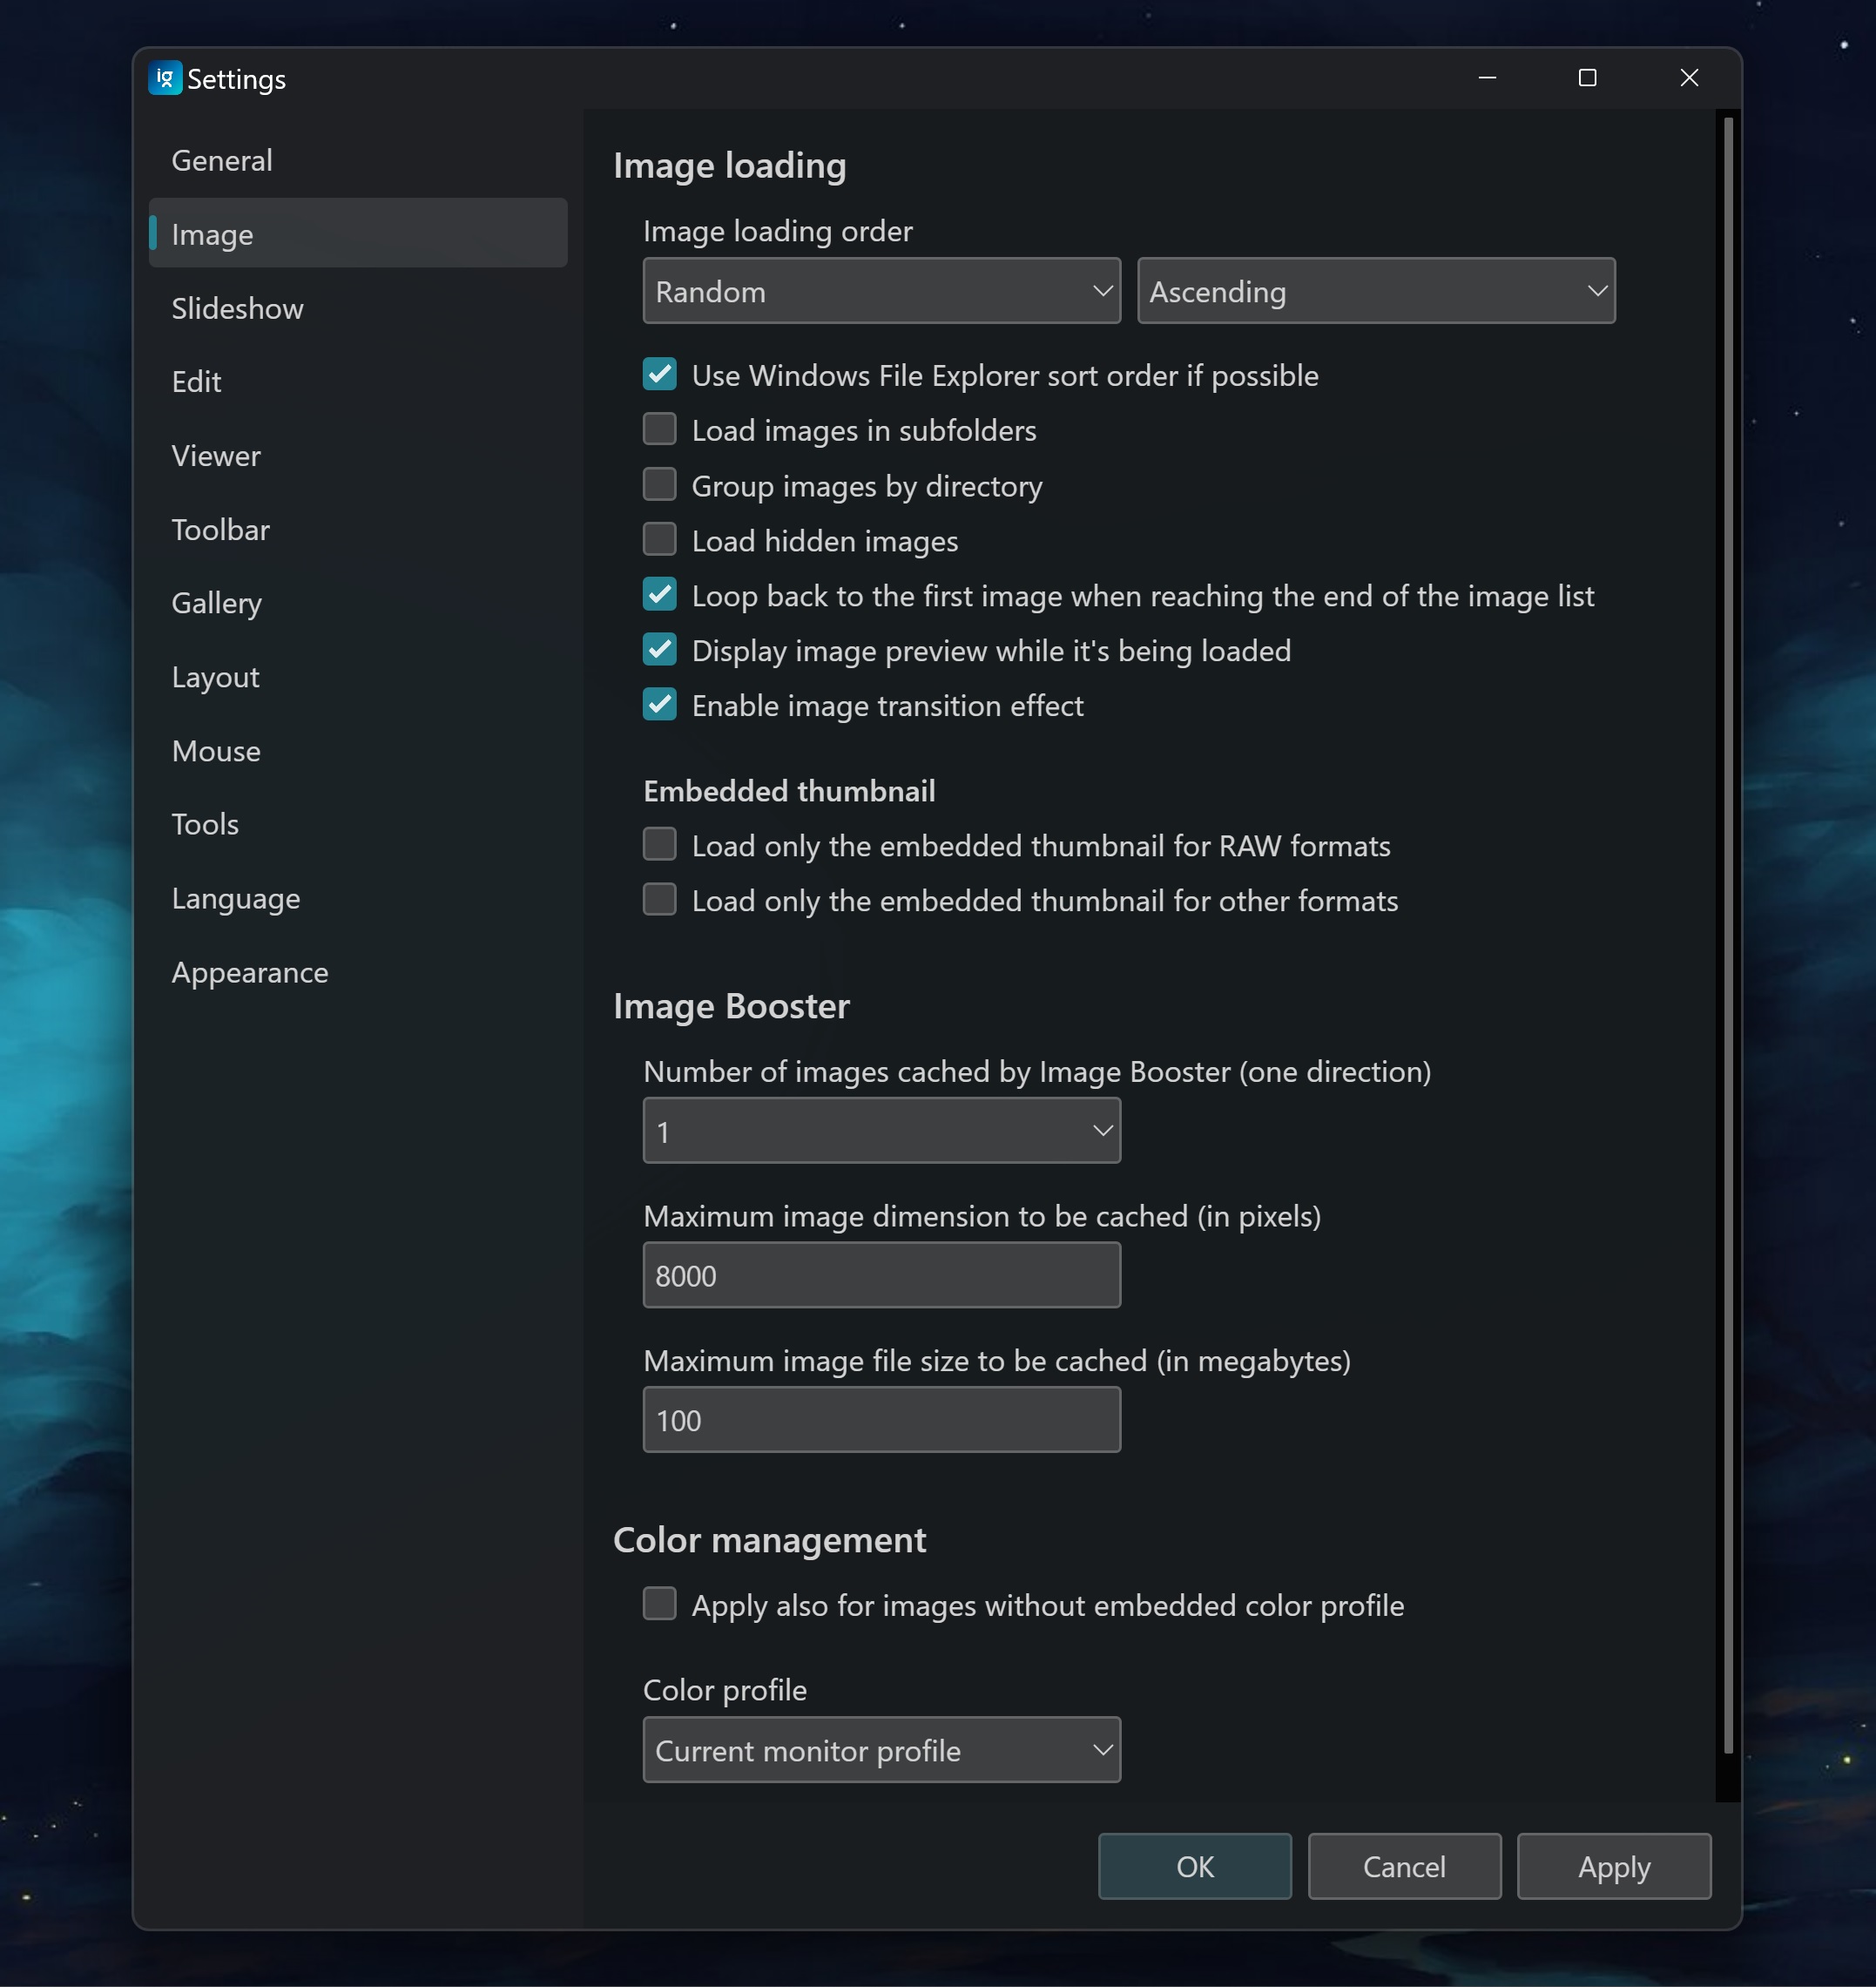 ig Settings
General
Image
Slideshow
Edit
Viewer
Toolbar
Gallery
Layout
Mouse
Tools
Language
Appearance
Image loading
Image loading order
Random
Ascending
Use Windows File Explorer sort order if possible
Load images in subfolders
Group images by directory
Load hidden images
Loop back to the first image when reaching the end of the image list
Display image preview while it's being loaded
Enable image transition effect
Embedded thumbnail
Load only the embedded thumbnail for RAW formats
Load only the embedded thumbnail for other formats
Image Booster
Number of images cached by Image Booster (one direction)
1
Maximum image dimension to be cached (in pixels)
8000
Maximum image file size to be cached (in megabytes)
100
Color management
Apply also for images without embedded color profile
Color profile
Current monitor profile
OK
Cancel
Apply